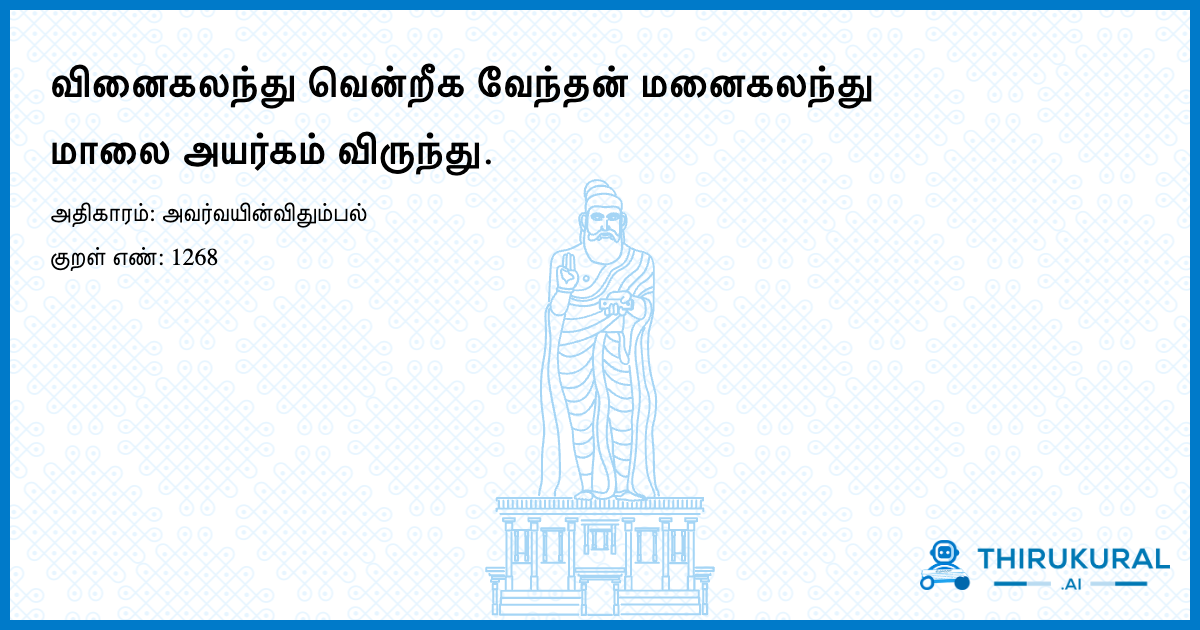 வினைகலந்து வென்றீக வேந்தன் மனைகலந்து
மாலை அயர்கம் விருந்து.
அதிகாரம்: அவர்வயின்விதும்பல்
குறள் எண்: 1268
THIRUKURAL
.AI